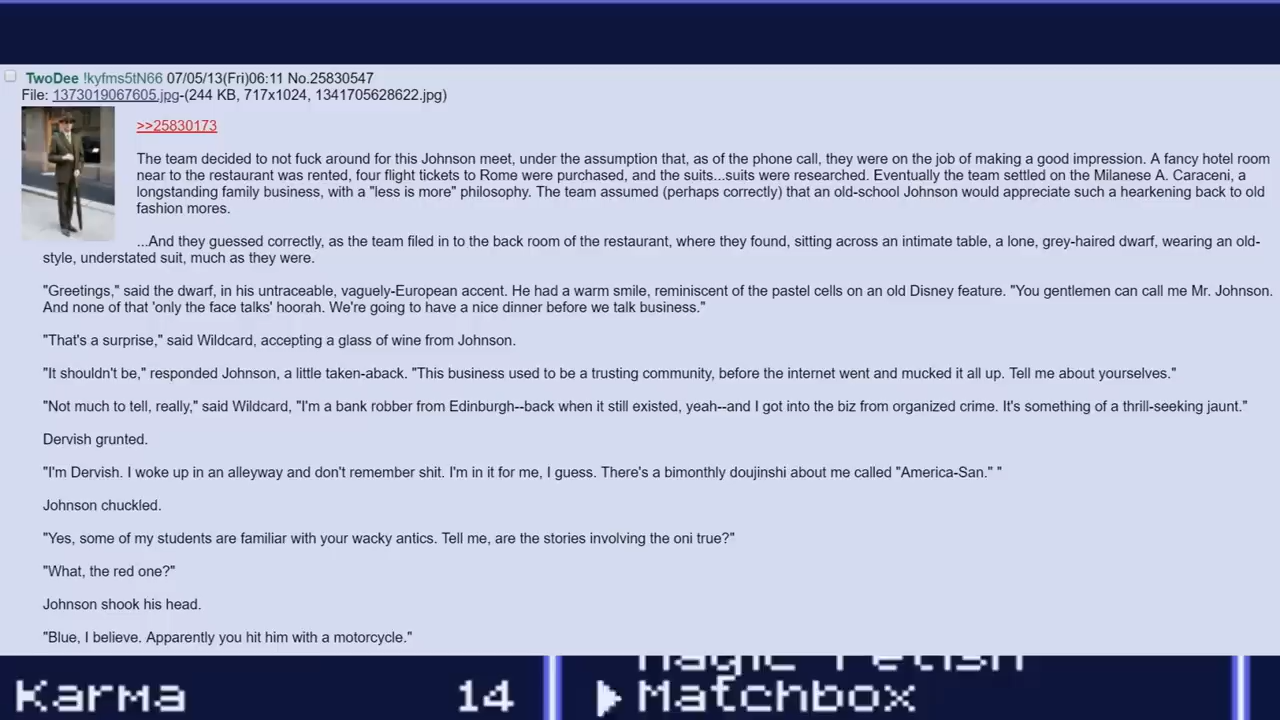 TwoDee !kyfms5tN66 07/05/13(Fri)06:11 No.25830547
File: 1373019067605.jpg-(244 KB, 717x1024, 1341705628622.jpg)
>>25830173
The team decided to not fuck around for this Johnson meet, under the assumption that, as of the phone call, they were on the job of making a good impression. A fancy hotel room
near to the restaurant was rented, four flight tickets to Rome were purchased, and the suits...suits were researched. Eventually the team settled on the Milanese A. Caraceni, a
longstanding family business, with a "less is more" philosophy. The team assumed (perhaps correctly) that an old-school Johnson would appreciate such a hearkening back to old
fashion mores.
...And they guessed correctly, as the team filed in to the back room of the restaurant, where they found, sitting across an intimate table, a lone, grey-haired dwarf, wearing an old-
style, understated suit, much as they were.
"Greetings," said the dwarf, in his untraceable, vaguely-European accent. He had a warm smile, reminiscent of the pastel cells on an old Disney feature. "You gentlemen can call me Mr. Johnson.
And none of that 'only the face talks' hoorah. We're going to have a nice dinner before we talk business."
"That's a surprise," said Wildcard, accepting a glass of wine from Johnson.
"It shouldn't be," responded Johnson, a little taken-aback. "This business used to be a trusting community, before the internet went and mucked it all up. Tell me about yourselves."
"Not much to tell, really," said Wildcard, "I'm a bank robber from Edinburgh--back when it still existed, yeah--and I got into the biz from organized crime. It's something of a thrill-seeking jaunt."
Dervish grunted.
"I'm Dervish. I woke up in an alleyway and don't remember shit. I'm in it for me, I guess. There's a bimonthly doujinshi about me called "America-San." "
Johnson chuckled.
"Yes, some of my students are familiar with your wacky antics. Tell me, are the stories involving the oni true?"
"What, the red one?"
Johnson shook his head.
"Blue, I believe. Apparently you hit him with a motorcycle."
Magic Fetish
Karma 14 Matchbox